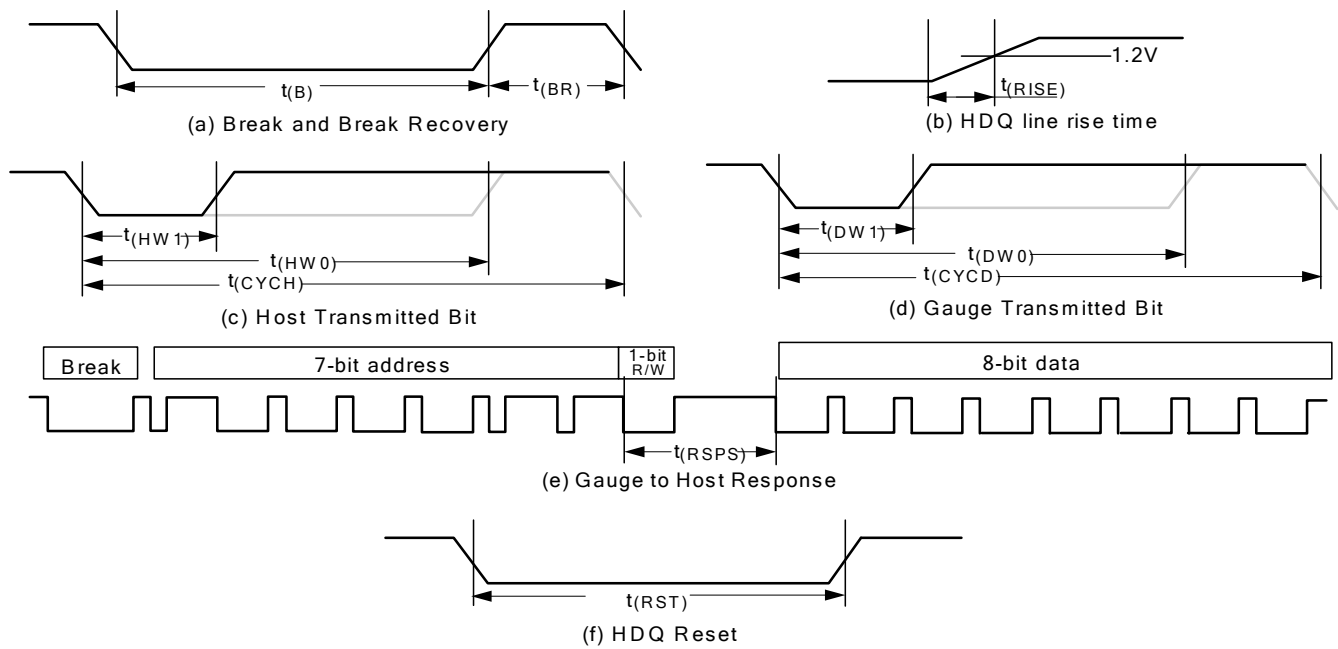 t(B)
t(BR)
(a) Break and Break Recovery
1.2V
t(RISE)
(b) HDQ line rise time
t(HW1)
t(HW0)
t(CYCH)
(c) Host Transmitted Bit
t(DW1)
t(DW0)
t(CYCD)
(d) Gauge Transmitted Bit
Break
7-bit address
1-bit
R/W
8-bit data
t(RSPS)
(e) Gauge to Host Response
t(RST)
(f) HDQ Reset